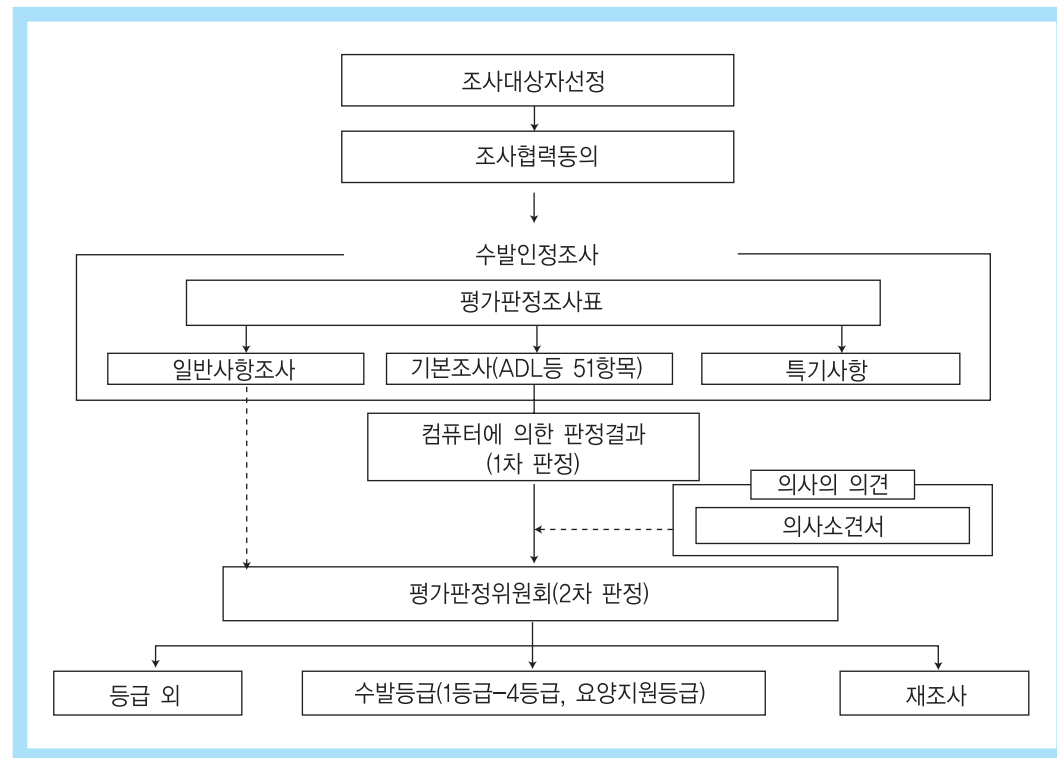 조사대상자선정
조사협력동의
수발인정조사
평가판정조사표
일반사항조사
기본조사(ADL등 51항목)
특기사항
컴퓨터에 의한 판정결과
(1차 판정)
의사의 의견
의사소견서
평가판정위원회(2차 판정)
등급 외
수발등급(1등급-4등급, 요양지원등급)
재조사